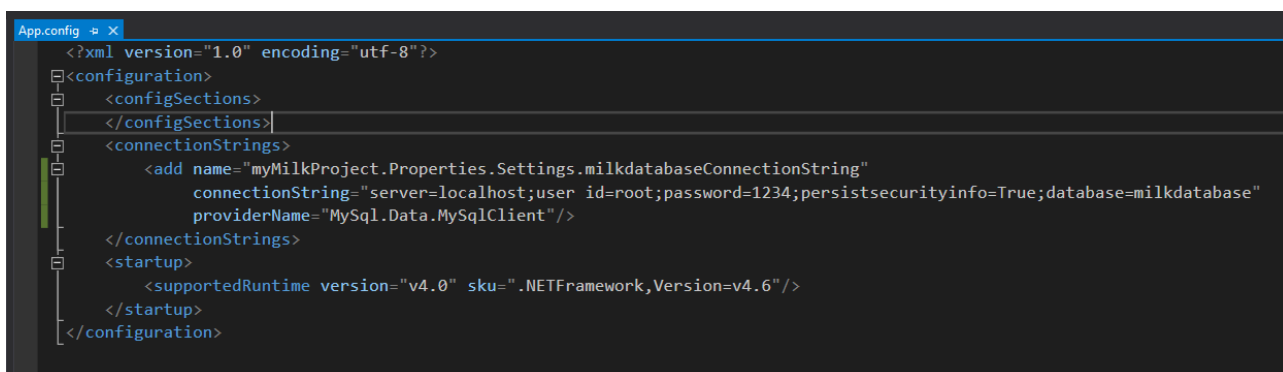 App.config
<?xml version="1.0" encoding="utf-8"?>
<configuration>
    <configSections>
    </configSections>
    <connectionStrings>
        <add name="myMilkProject.Properties.Settings.milkdatabaseConnectionString"
            connectionString="server=localhost;user id=root;password=1234;persistsecurityinfo=True;database=milkdatabase"
            providerName="MySql.Data.MySqlClient"/>
    </connectionStrings>
    <startup>
        <supportedRuntime version="v4.0" sku=".NETFramework,Version=v4.6"/>
    </startup>
</configuration>